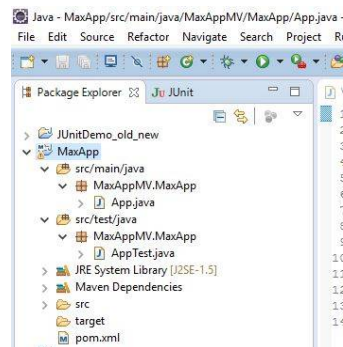 Java - MaxApp/src/main/java/MaxAppMV/MaxApp/App.java -
File Edit Source Refactor Navigate Search Project
Package Explorer JUnit
JUnitDemo_old_new
MaxApp
src/main/java
MaxAppMV.MaxApp
App.java
src/test/java
MaxAppMV.MaxApp
AppTest.java
JRE System Library [J2SE-1.5]
Maven Dependencies
src
target
pom.xml